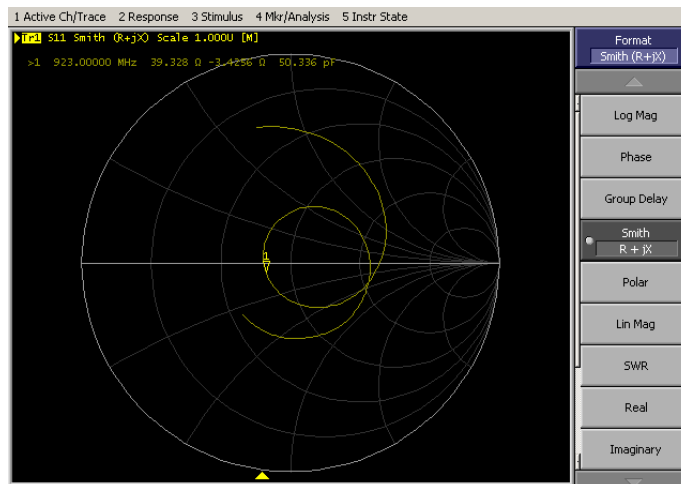 1 Active Ch/Trace 2 Response 3 Stimulus 4 Mkr/Analysis 5 Instr State
Tr1 S11 Smith (R+jX) Scale 1.000U [M]
>1 923.00000 MHz 39.328 Ω -3.4256 Ω 50.336 pF
1
Format
Smith (R+jX)
Log Mag
Phase
Group Delay
Smith
R + jX
Polar
Lin Mag
SWR
Real
Imaginary